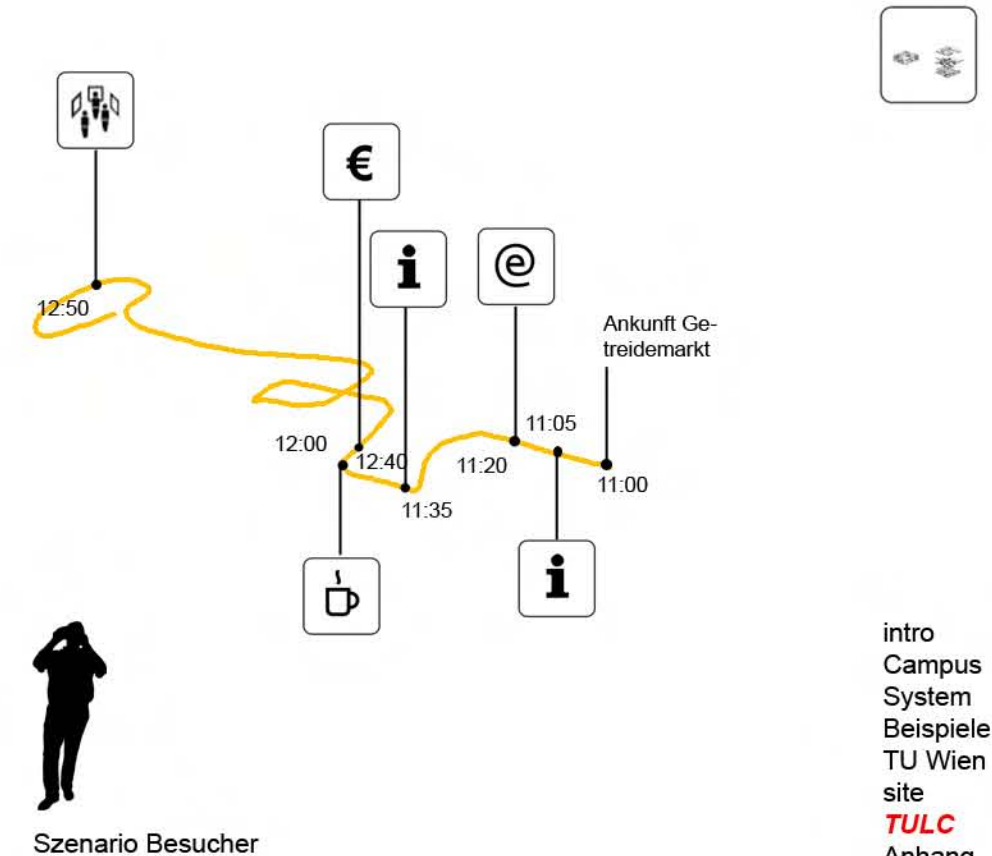 €
i
@
12:50
Ankunft Ge-
treidemarkt
11:05
12:00
12:40
11:20
11:00
11:35
i
intro
Campus
System
Beispiele
TU Wien
site
TULC
Anhang
Szenario Besucher